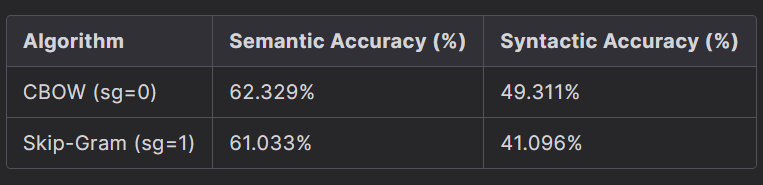 Algorithm Semantic Accuracy (%) Syntactic Accuracy (%)
CBOW (sg=0) 62.329% 49.311%
Skip-Gram (sg=1) 61.033% 41.096%